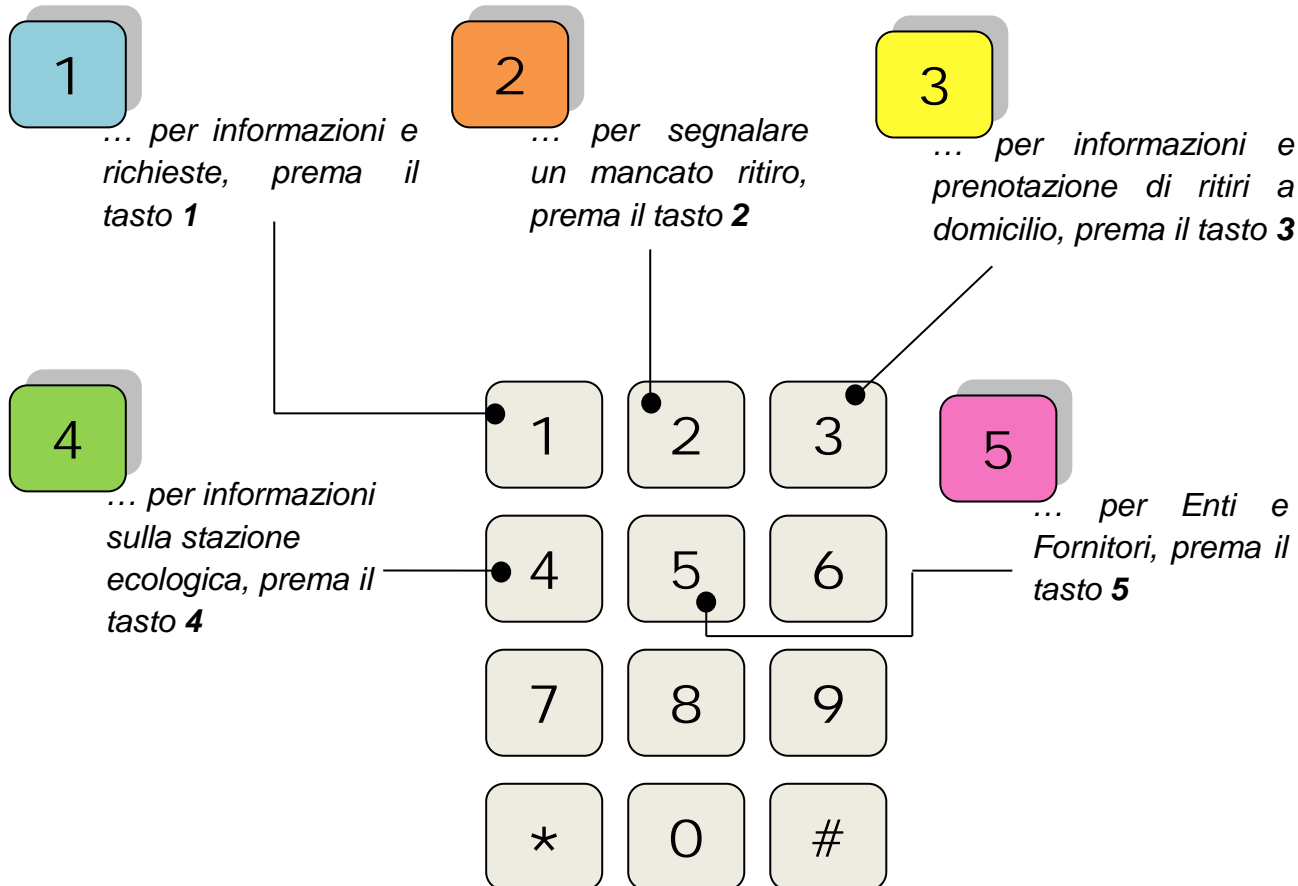 1
… per informazioni e
richieste, prema il
tasto 1
2
… per segnalare
un mancato ritiro,
prema il tasto 2
3
… per informazioni e
prenotazione di ritiri a
domicilio, prema il tasto 3
4
… per informazioni
sulla stazione
ecologica, prema il
tasto 4
5
… per Enti e
Fornitori, prema il
tasto 5
1 2 3
4 5 6
7 8 9
* 0 #